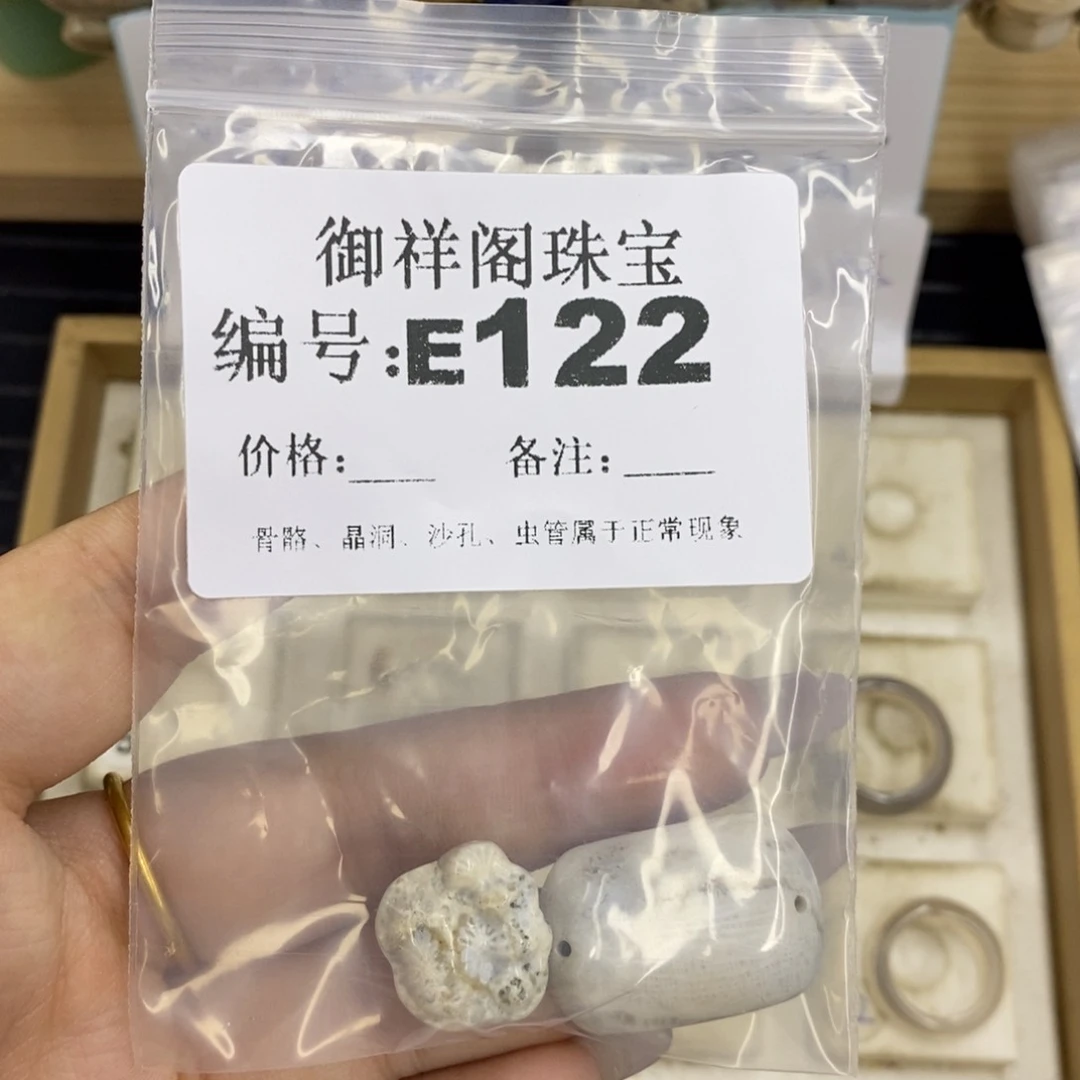 御祥阁珠宝
编号:E122
价格:____ 备注:____
骨骼、晶洞、沙孔、虫管属于正常现象